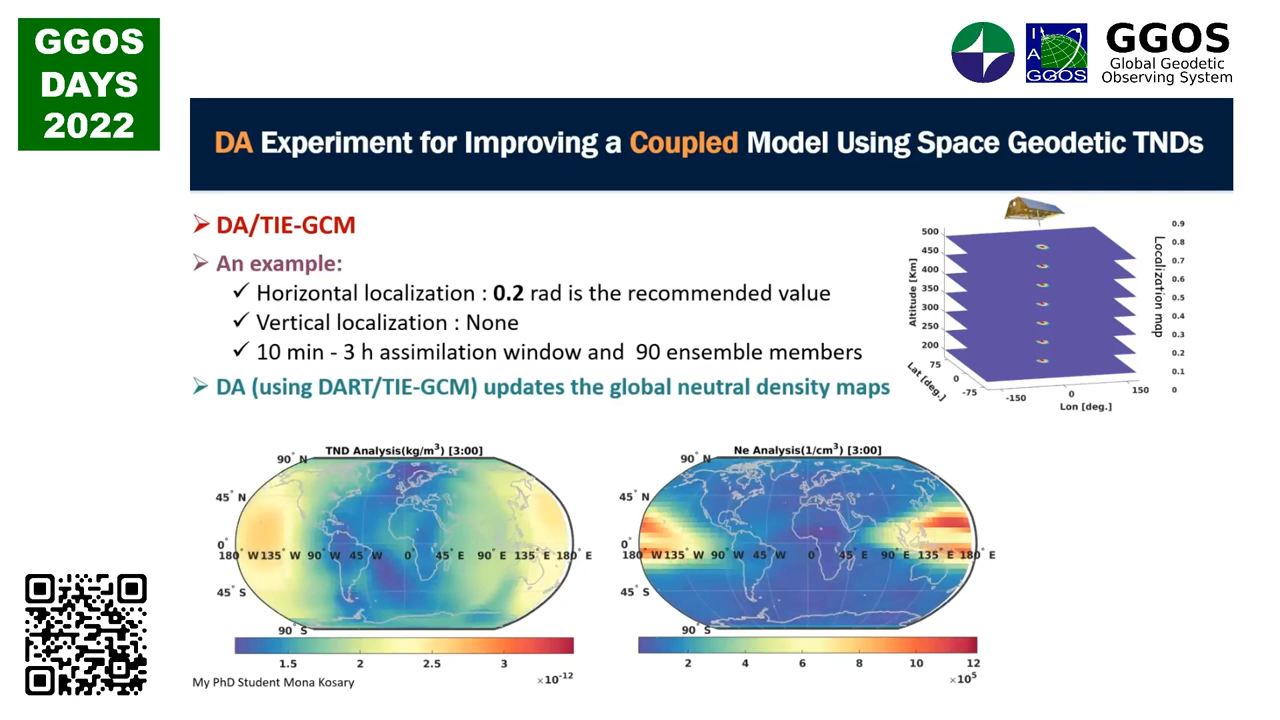 GGOS
DAYS
2022
I
A
G
GGOS
GGOS
Global Geodetic
Observing System
DA Experiment for Improving a Coupled Model Using Space Geodetic TNDs
➢ DA/TIE-GCM
➢ An example:
✓ Horizontal localization : 0.2 rad is the recommended value
✓ Vertical localization : None
✓ 10 min - 3 h assimilation window and 90 ensemble members
➢ DA (using DART/TIE-GCM) updates the global neutral density maps
Altitude [Km]
500
450
400
350
300
250
200
Lat [deg.]
75
0
-75
-150
0
150
Lon [deg.]
Localization map
0.9
0.8
0.7
0.6
0.5
0.4
0.3
0.2
0.1
0
TND Analysis(kg/m³) [3:00]
90° N
45° N
0°
180° W 135° W 90° W 45° W 0° 45° E 90° E 135° E 180° E
45° S
90° S
1.5 2 2.5 3
×10⁻¹²
Ne Analysis(1/cm³) [3:00]
90° N
45° N
0°
180° W 135° W 90° W 45° W 0° 45° E 90° E 135° E 180° E
45° S
90° S
2 4 6 8 10 12
×10⁵
My PhD Student Mona Kosary